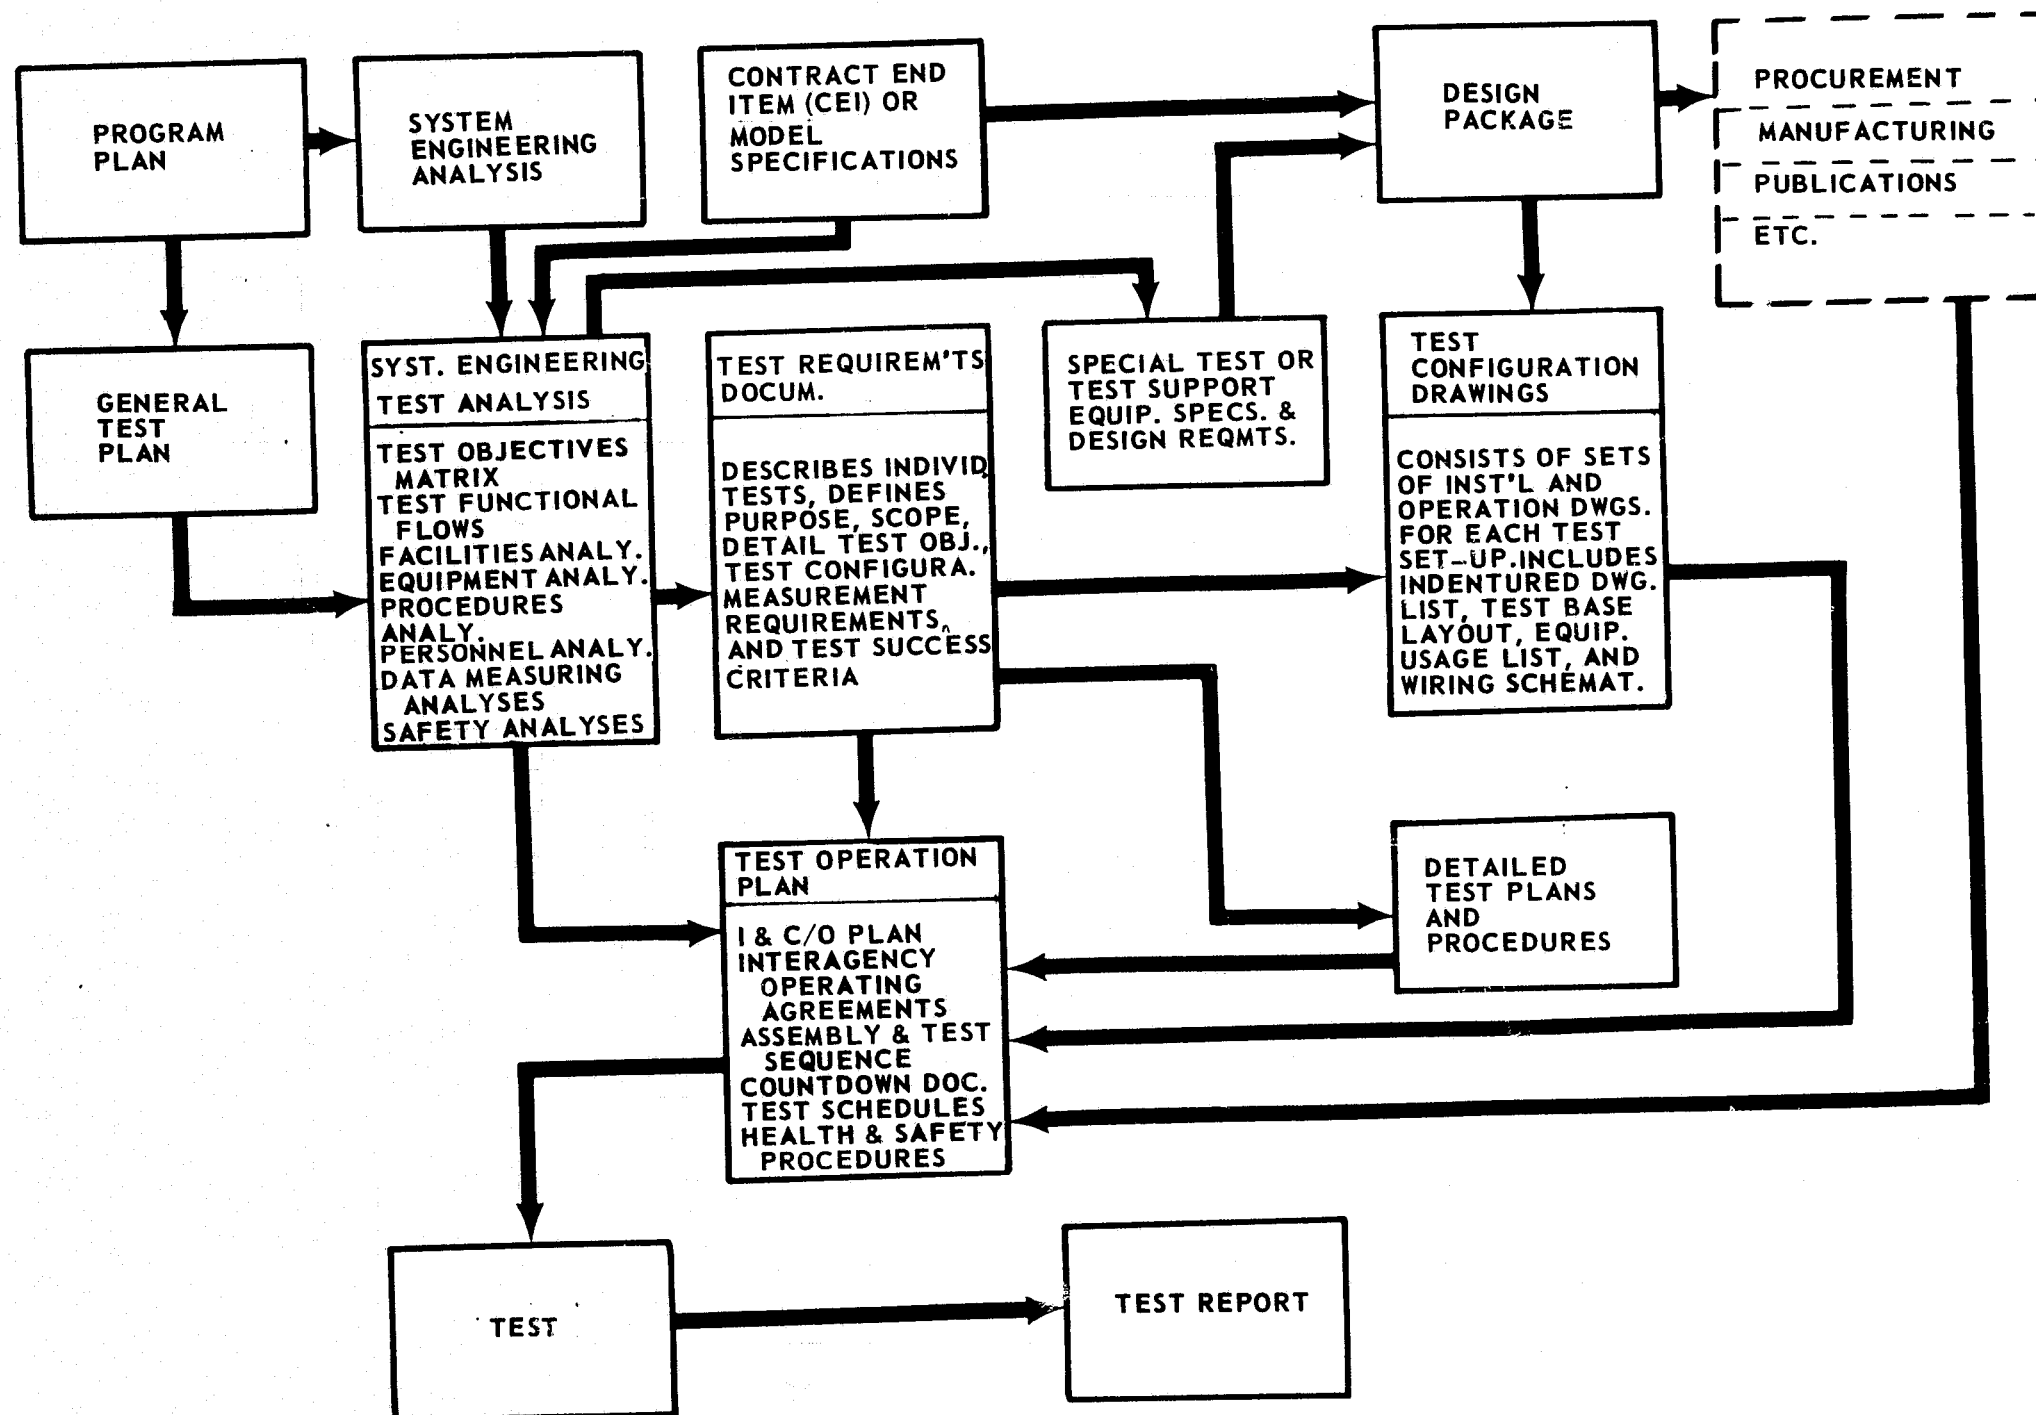 PROGRAM
PLAN
SYSTEM
ENGINEERING
ANALYSIS
CONTRACT END
ITEM (CEI) OR
MODEL
SPECIFICATIONS
DESIGN
PACKAGE
PROCUREMENT
MANUFACTURING
PUBLICATIONS
ETC.
GENERAL
TEST
PLAN
SYST. ENGINEERING
TEST ANALYSIS
TEST OBJECTIVES
MATRIX
TEST FUNCTIONAL
FLOWS
FACILITIES ANALY.
EQUIPMENT ANALY.
PROCEDURES
ANALY.
PERSONNEL ANALY.
DATA MEASURING
ANALYSES
SAFETY ANALYSES
TEST REQUIREM'TS
DOCUM.
DESCRIBES INDIVID.
TESTS, DEFINES
PURPOSE, SCOPE,
DETAIL TEST OBJ.,
TEST CONFIGURA.
MEASUREMENT
REQUIREMENTS,
AND TEST SUCCESS
CRITERIA
SPECIAL TEST OR
TEST SUPPORT
EQUIP. SPECS. &
DESIGN REQMTS.
TEST
CONFIGURATION
DRAWINGS
CONSISTS OF SETS
OF INST'L AND
OPERATION DWGS.
FOR EACH TEST
SET-UP. INCLUDES
INDENTURED DWG.
LIST, TEST BASE
LAYOUT, EQUIP.
USAGE LIST, AND
WIRING SCHEMAT.
TEST OPERATION
PLAN
I & C/O PLAN
INTERAGENCY
OPERATING
AGREEMENTS
ASSEMBLY & TEST
SEQUENCE
COUNTDOWN DOC.
TEST SCHEDULES
HEALTH & SAFETY
PROCEDURES
DETAILED
TEST PLANS
AND
PROCEDURES
TEST
TEST REPORT